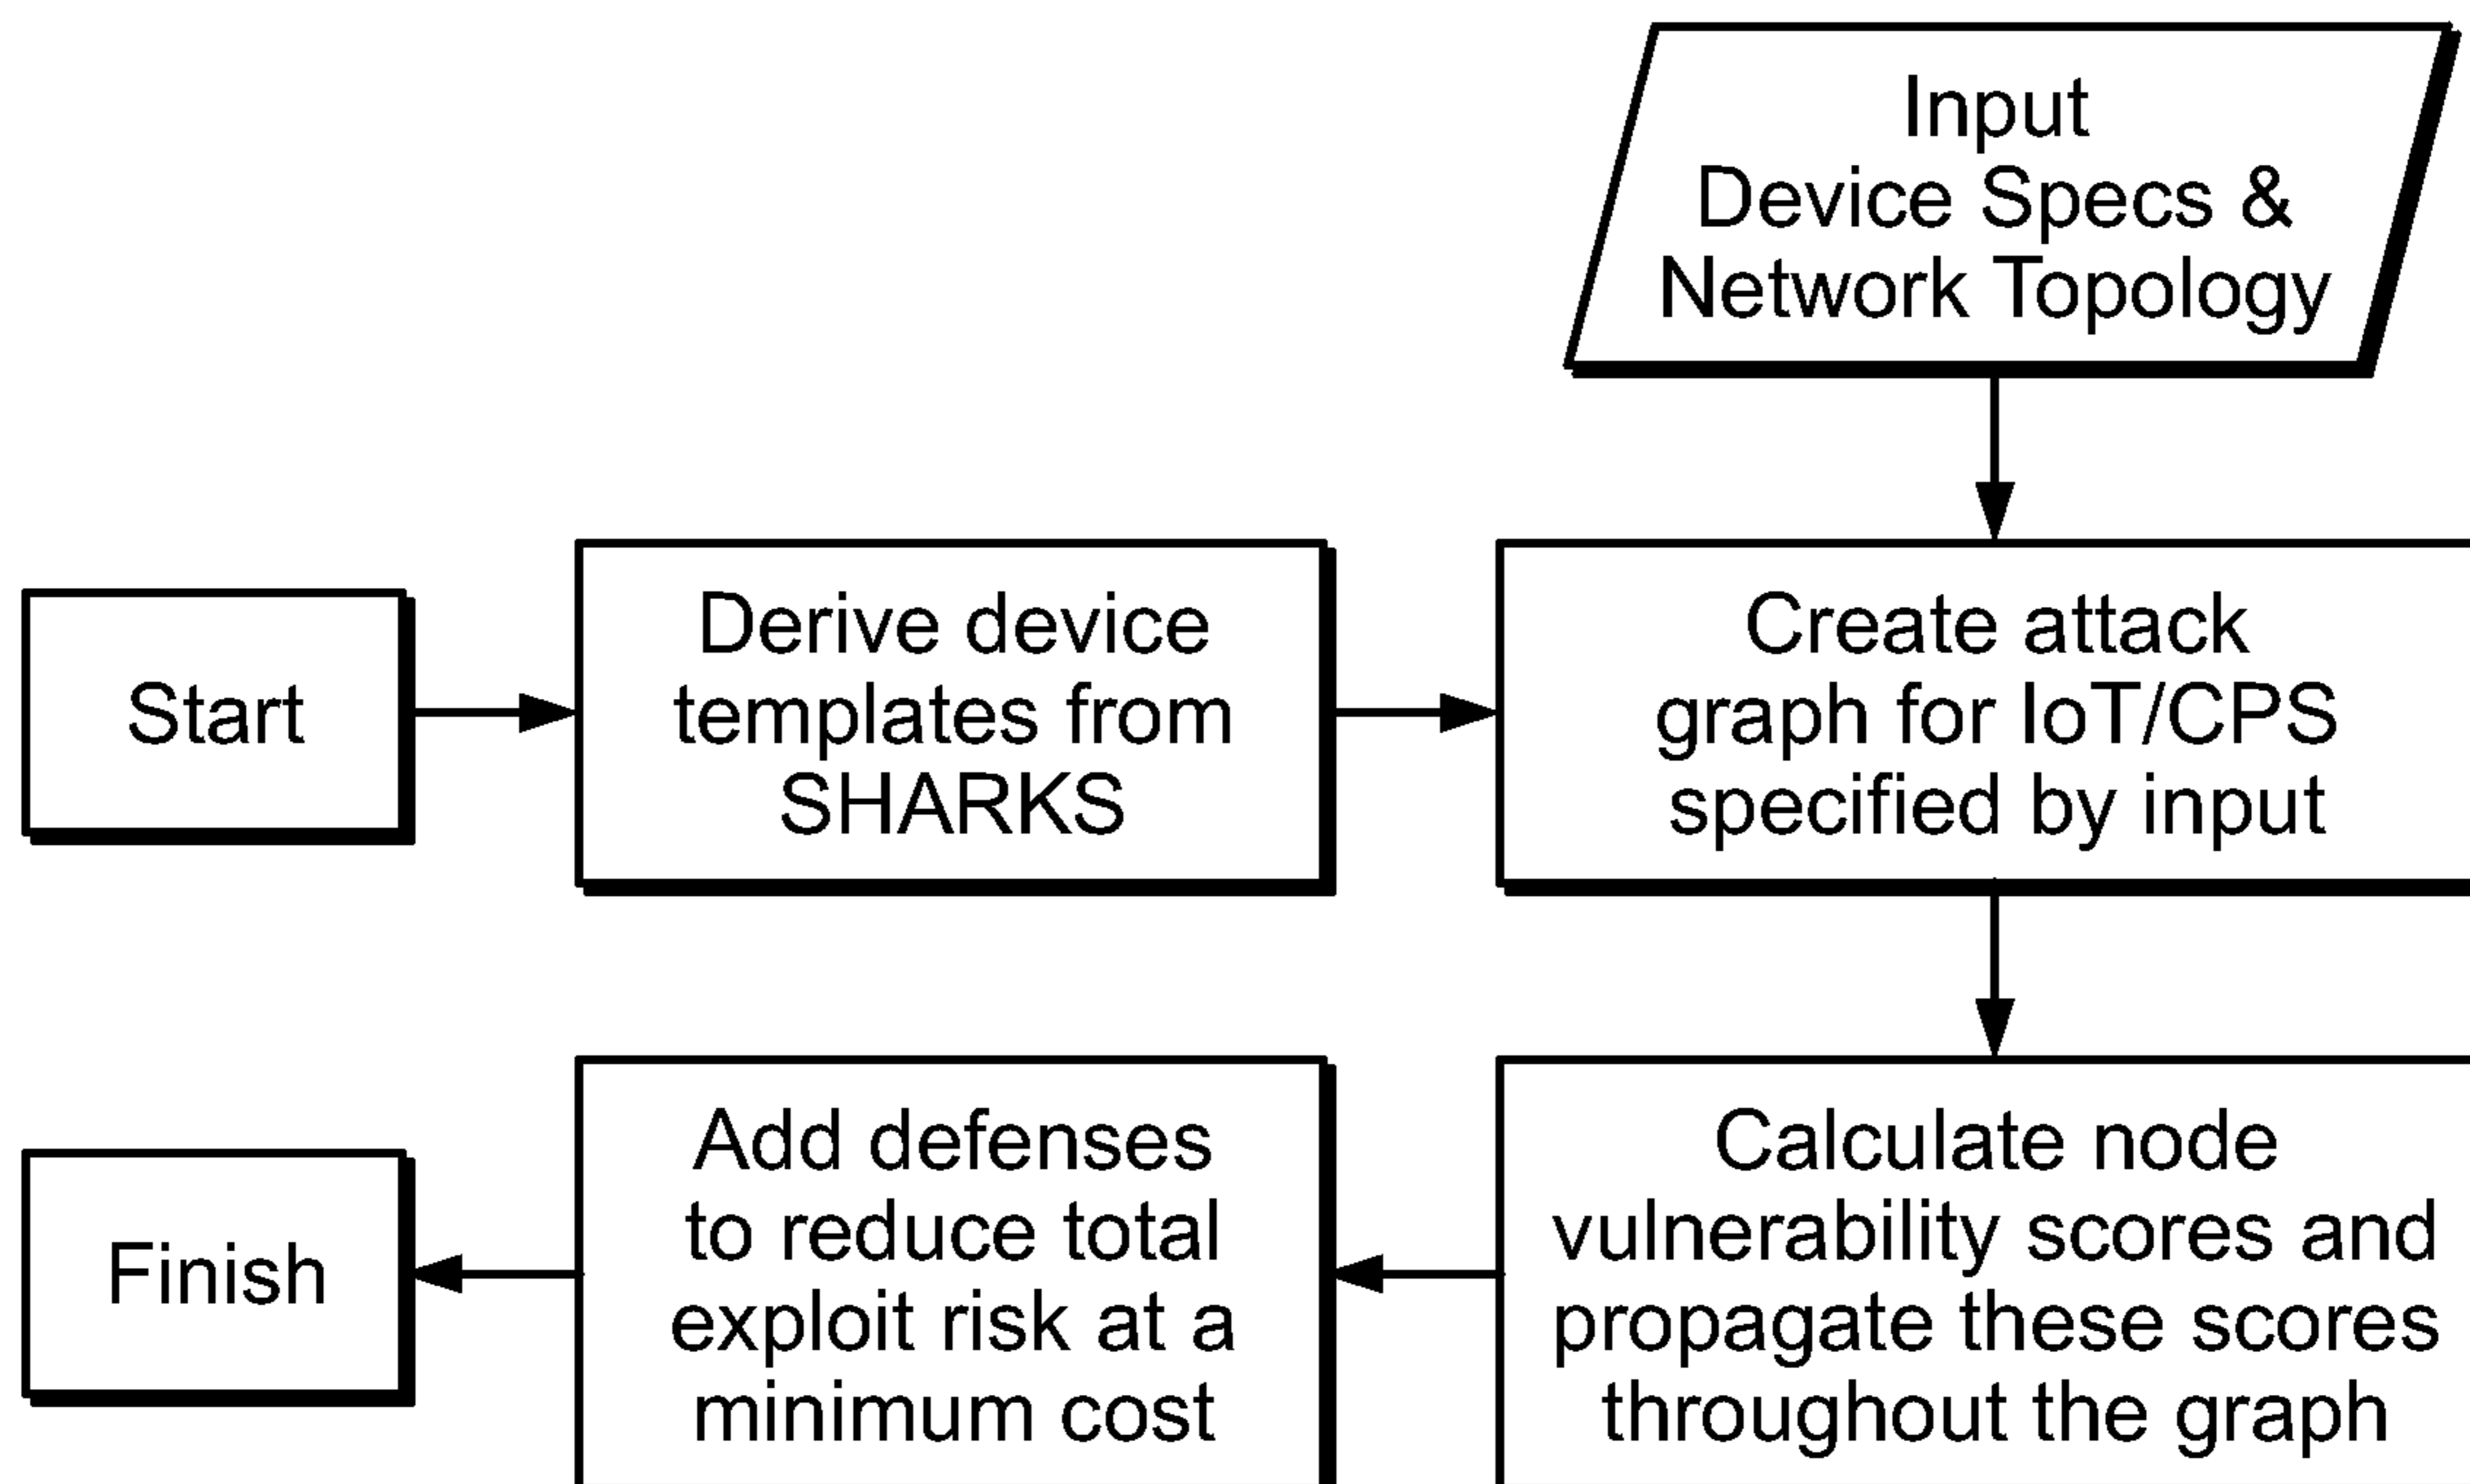 Input
Device Specs &
Network Topology
Start
Derive device
templates from
SHARKS
Create attack
graph for IoT/CPS
specified by input
Calculate node
vulnerability scores and
propagate these scores
throughout the graph
Add defenses
to reduce total
exploit risk at a
minimum cost
Finish